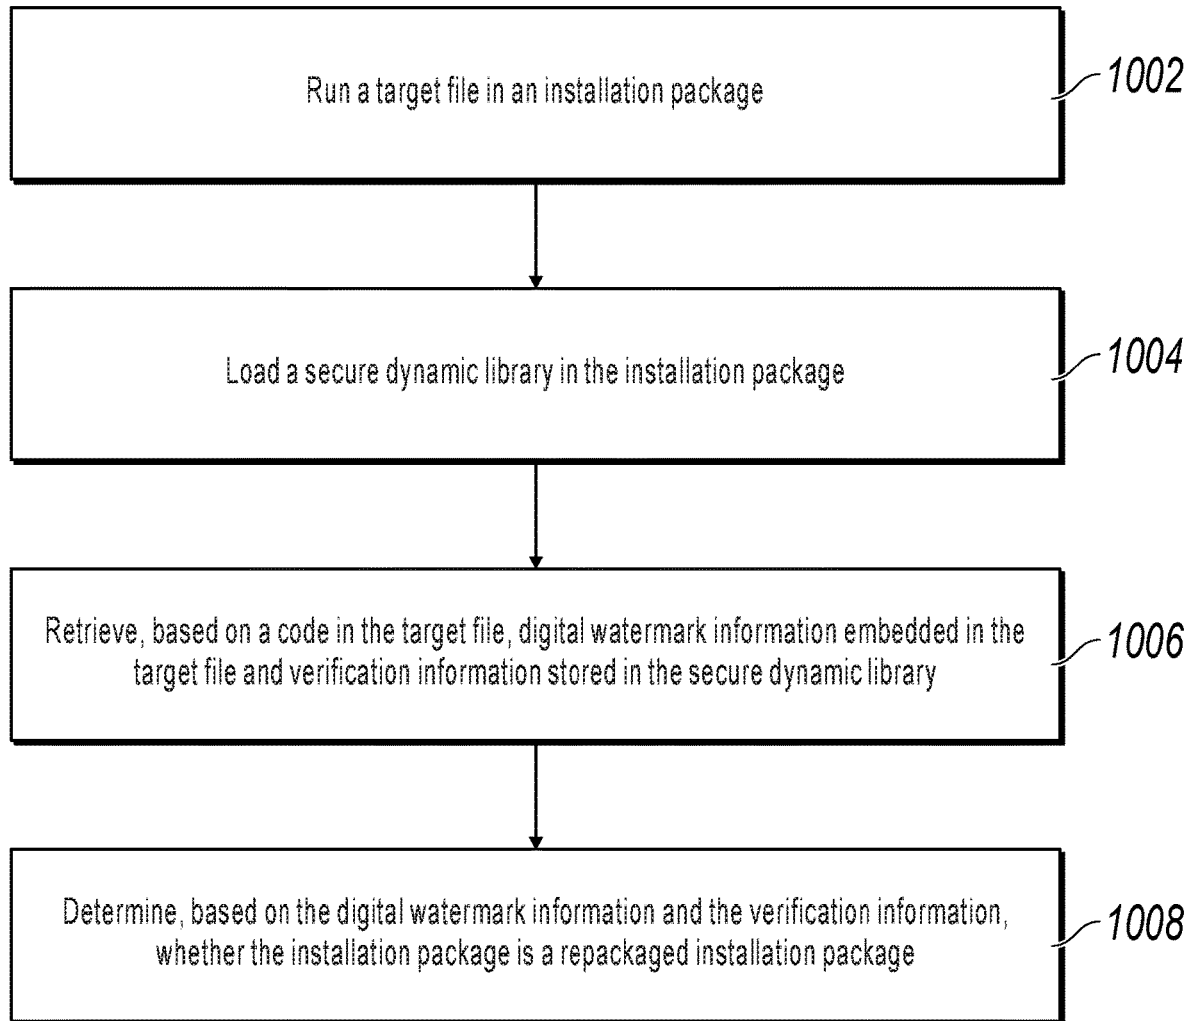 Run a target file in an installation package
1002
Load a secure dynamic library in the installation package
1004
Retrieve, based on a code in the target file, digital watermark information embedded in the
target file and verification information stored in the secure dynamic library
1006
Determine, based on the digital watermark information and the verification information,
whether the installation package is a repackaged installation package
1008